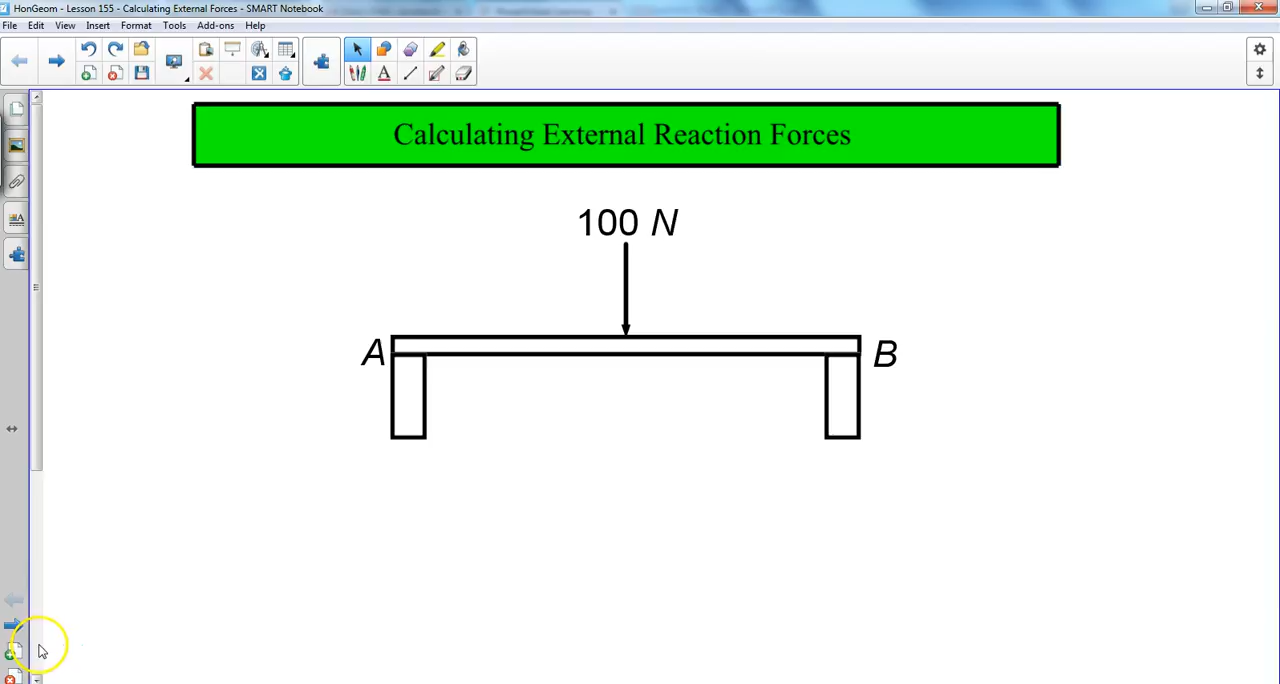 HonGeom - Lesson 155 - Calculating External Forces - SMART Notebook
File Edit View Insert Format Tools Add-ons Help
Calculating External Reaction Forces
100 N
A B